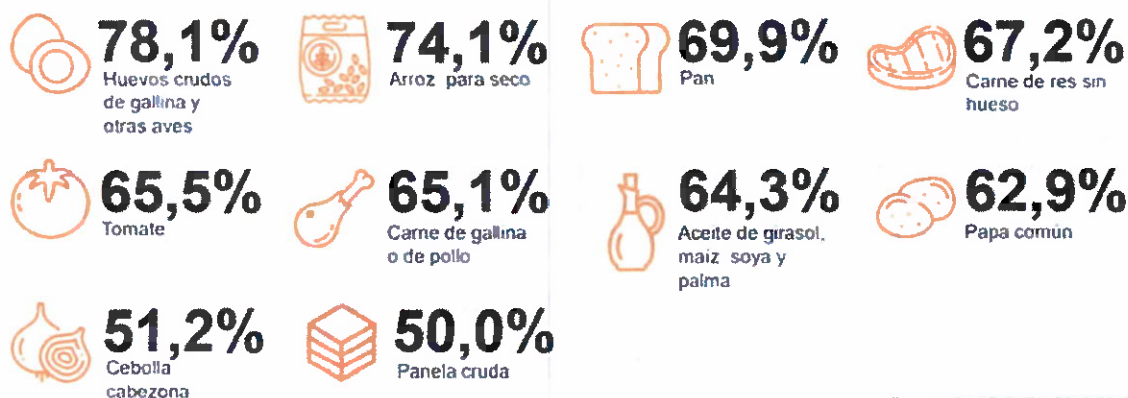 78,1%
Huevos crudos
de gallina y
otras aves
74,1%
Arroz para seco
69,9%
Pan
67,2%
Carne de res sin
hueso
65,5%
Tomate
65,1%
Carne de gallina
o de pollo
64,3%
Aceite de girasol,
maiz soya y
palma
62,9%
Papa común
51,2%
Cebolla
cabezona
50,0%
Panela cruda